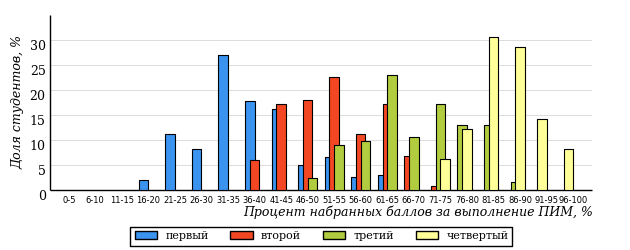 Доля студентов, %
30
25
20
15
10
5
0
0-5 6-10 11-15 16-20 21-25 26-30 31-35 36-40 41-45 46-50 51-55 56-60 61-65 66-70 71-75 76-80 81-85 86-90 91-95 96-100
Процент набранных баллов за выполнение ПИМ, %
первый второй третий четвертый